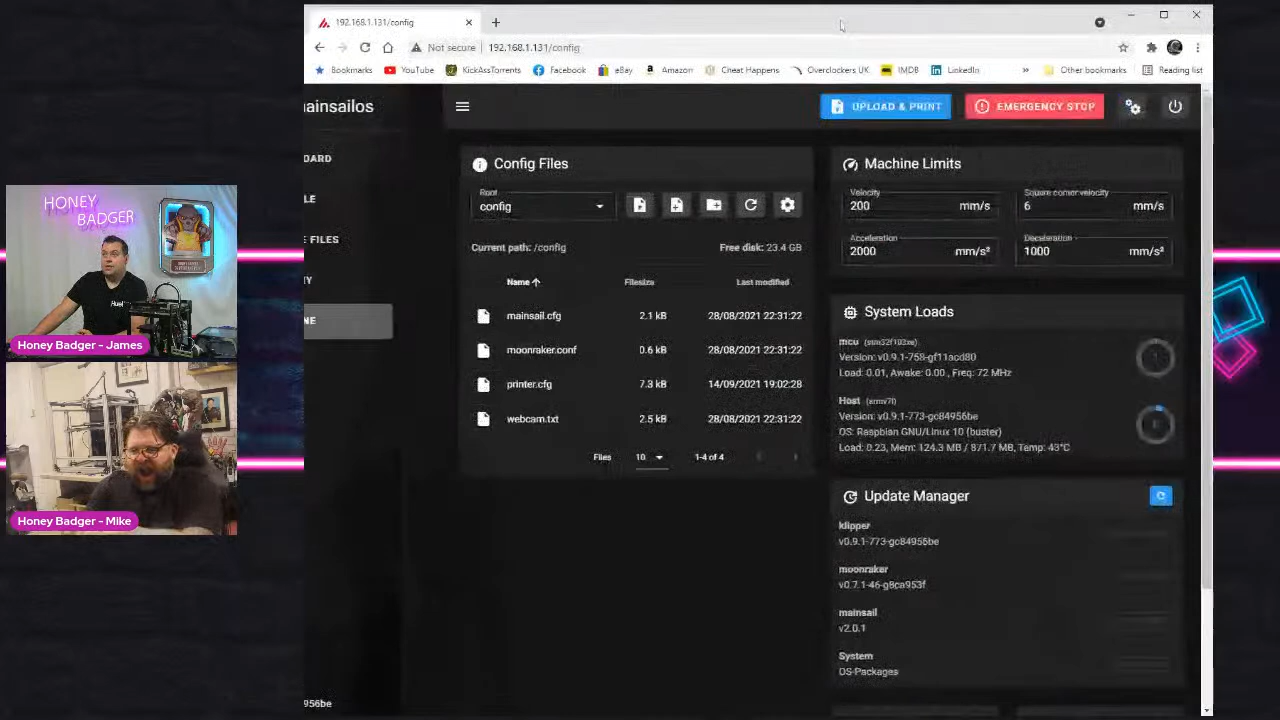 192.168.1.131/config
Not secure
192.168.1.131/config
Bookmarks
YouTube
KickAssTorrents
Facebook
eBay
Amazon
Cheat Happens
Overclockers UK
IMDB
LinkedIn
»
Other bookmarks
Reading list
mainsailos
UPLOAD & PRINT
EMERGENCY STOP
OARD
LE
E FILES
Y
NE
956be
Config Files
Root
config
Current path: /config
Free disk: 23.4 GB
Name
Filesize
Last modified
mainsail.cfg 2.1 kB 28/08/2021 22:31:22
moonraker.conf 0.6 kB 28/08/2021 22:31:22
printer.cfg 7.3 kB 14/09/2021 19:02:28
webcam.txt 2.5 kB 28/08/2021 22:31:22
Files 10 1-4 of 4
Machine Limits
Velocity
200 mm/s
Square corner velocity
6 mm/s
Acceleration
2000 mm/s²
Deceleration
1000 mm/s²
System Loads
mcu (stm32f103xe)
Version: v0.9.1-758-gf11acd80
Load: 0.01, Awake: 0.00, Freq: 72 MHz
Host (armv7l)
Version: v0.9.1-773-gc84956be
OS: Raspbian GNU/Linux 10 (buster)
Load: 0.23, Mem: 124.3 MB / 871.7 MB, Temp: 43°C
Update Manager
klipper
v0.9.1-773-gc84956be
moonraker
v0.7.1-46-g8ca953f
mainsail
v2.0.1
System
OS-Packages
HONEY
BADGER
Honey Badger - James
Honey Badger - Mike